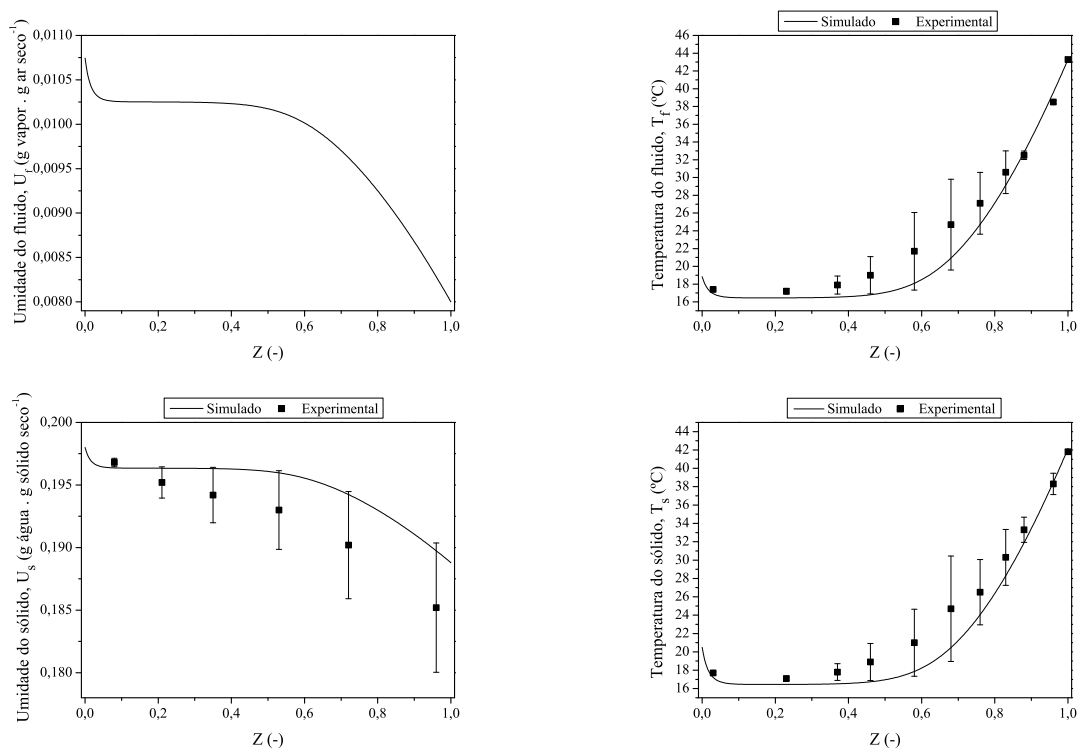 Umidade do fluido, U_f (g vapor . g ar seco⁻¹)
0,0110
0,0105
0,0100
0,0095
0,0090
0,0085
0,0080
0,0 0,2 0,4 0,6 0,8 1,0
Z (-)
Simulado Experimental
Temperatura do fluido, T_f (ºC)
46
44
42
40
38
36
34
32
30
28
26
24
22
20
18
16
0,0 0,2 0,4 0,6 0,8 1,0
Z (-)
Simulado Experimental
Umidade do sólido, U_s (g água . g sólido seco⁻¹)
0,200
0,195
0,190
0,185
0,180
0,0 0,2 0,4 0,6 0,8 1,0
Z (-)
Simulado Experimental
Temperatura do sólido, T_s (ºC)
44
42
40
38
36
34
32
30
28
26
24
22
20
18
16
0,0 0,2 0,4 0,6 0,8 1,0
Z (-)